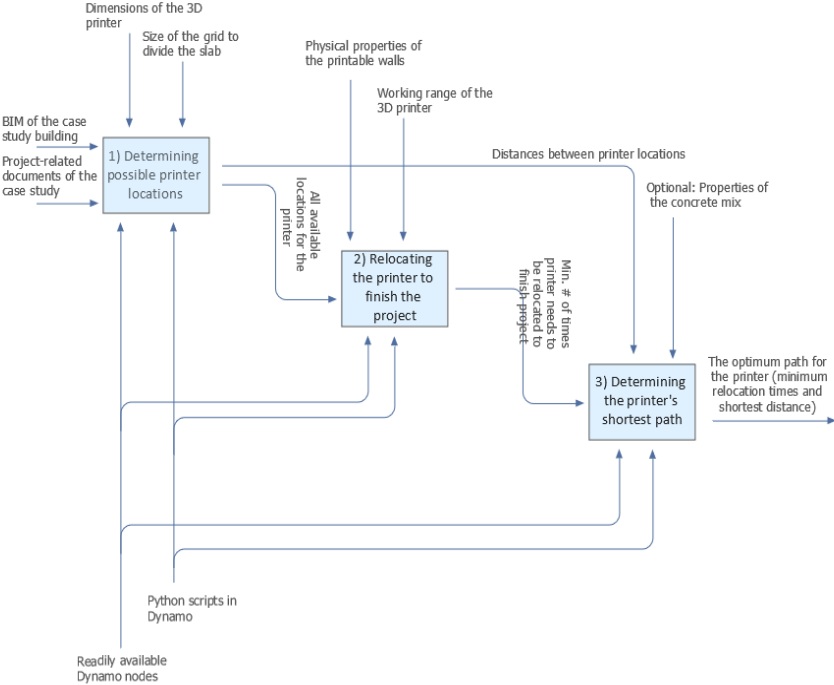 Dimensions of the 3D
printer
Size of the grid to
divide the slab
Physical properties of
the printable walls
Working range of the
3D printer
BIM of the case
study building
Project-related
documents of the
case study
1) Determining
possible printer
locations
Distances between printer locations
Optional: Properties of
the concrete mix
All available
locations for the
printer
2) Relocating
the printer to
finish the
project
Min. # of times
printer needs to
be relocated to
finish project
3) Determining
the printer's
shortest path
The optimum path for
the printer (minimum
relocation times and
shortest distance)
Python scripts in
Dynamo
Readily available
Dynamo nodes